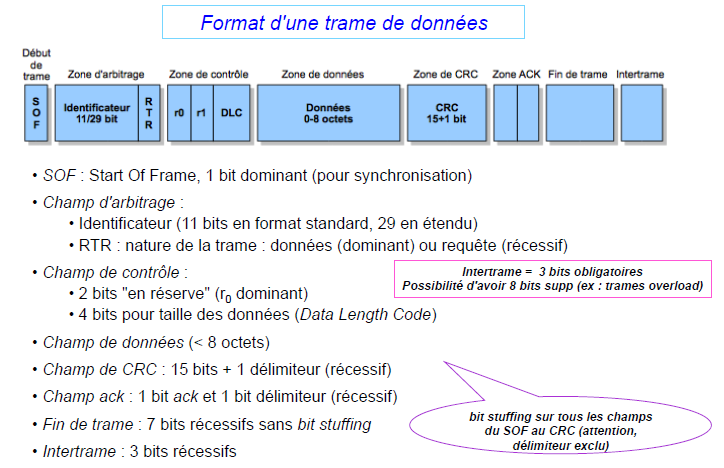 Format d'une trame de données
Début
de
trame
Zone d'arbitrage
Zone de contrôle
Zone de données
Zone de CRC
Zone ACK
Fin de trame
Intertrame
S
O
F
Identificateur
11/29 bit
R
T
R
r0
r1
DLC
Données
0-8 octets
CRC
15+1 bit
• SOF : Start Of Frame, 1 bit dominant (pour synchronisation)
• Champ d'arbitrage :
• Identificateur (11 bits en format standard, 29 en étendu)
• RTR : nature de la trame : données (dominant) ou requête (récessif)
• Champ de contrôle :
• 2 bits "en réserve" (r0 dominant)
• 4 bits pour taille des données (Data Length Code)
Intertrame = 3 bits obligatoires
Possibilité d'avoir 8 bits supp (ex : trames overload)
• Champ de données (< 8 octets)
• Champ de CRC : 15 bits + 1 délimiteur (récessif)
• Champ ack : 1 bit ack et 1 bit délimiteur (récessif)
• Fin de trame : 7 bits récessifs sans bit stuffing
• Intertrame : 3 bits récessifs
bit stuffing sur tous les champs
du SOF au CRC (attention,
délimiteur exclu)